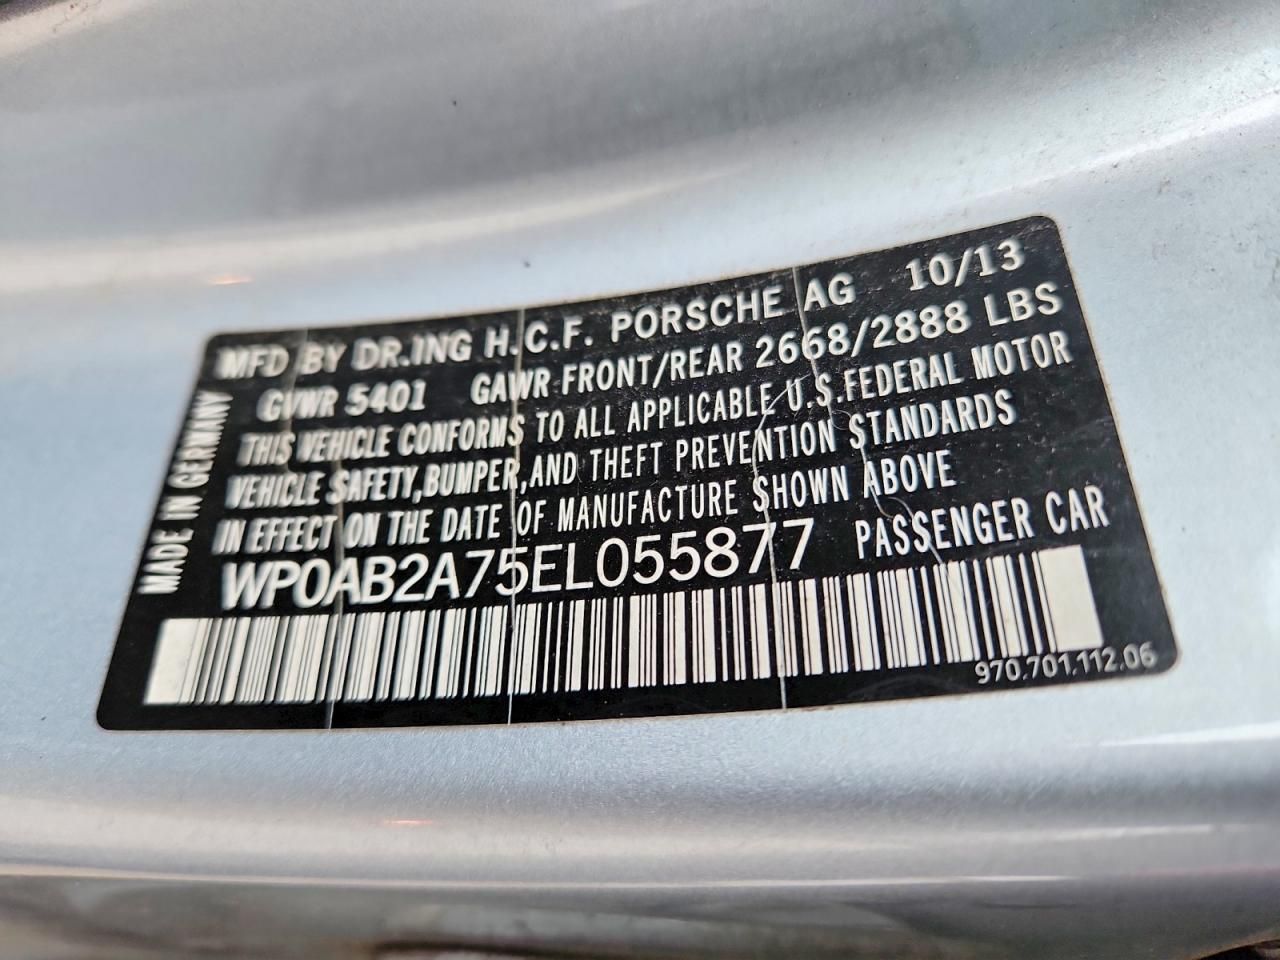 MFD BY DR.ING H.C.F. PORSCHE AG 10/13
GVWR 5401 GAWR FRONT/REAR 2668/2888 LBS
THIS VEHICLE CONFORMS TO ALL APPLICABLE U.S.FEDERAL MOTOR
VEHICLE SAFETY,BUMPER,AND THEFT PREVENTION STANDARDS
IN EFFECT ON THE DATE OF MANUFACTURE SHOWN ABOVE
WP0AB2A75EL055877 PASSENGER CAR
970.701.112.06
MADE IN GERMANY